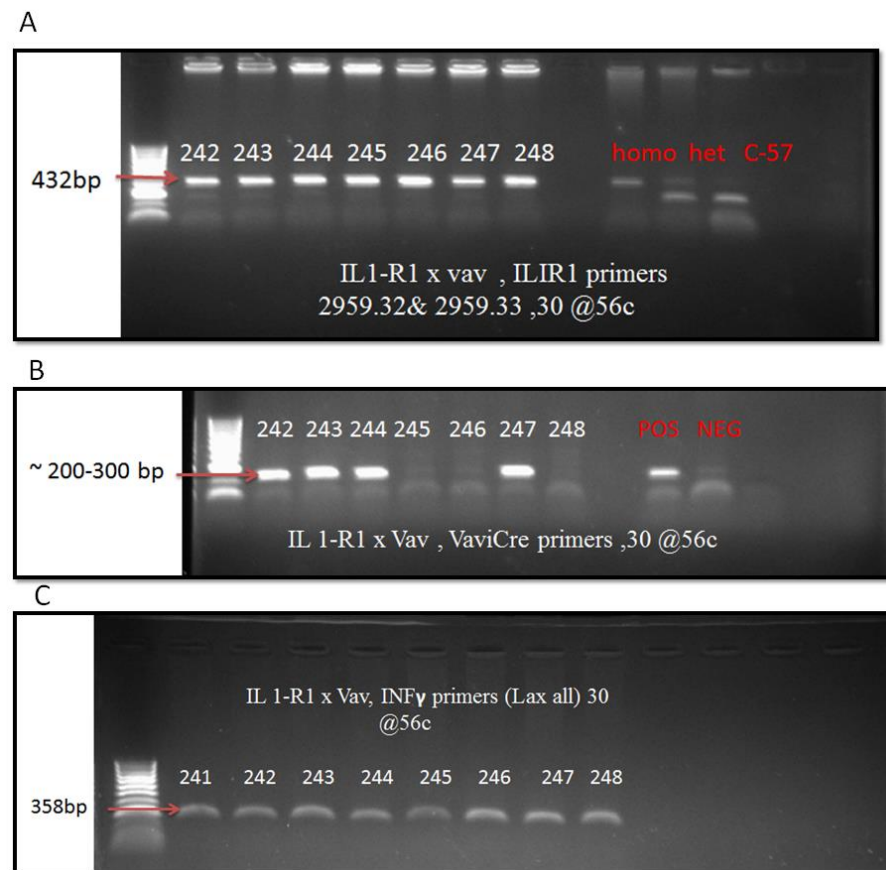 A
242 243 244 245 246 247 248 homo het C-57
432bp
IL1-R1 x vav , ILIR1 primers
2959.32& 2959.33 ,30 @56c
B
242 243 244 245 246 247 248 POS NEG
~ 200-300 bp
IL 1-R1 x Vav , VaviCre primers ,30 @56c
C
IL 1-R1 x Vav, INFγ primers (Lax all) 30
@56c
241 242 243 244 245 246 247 248
358bp